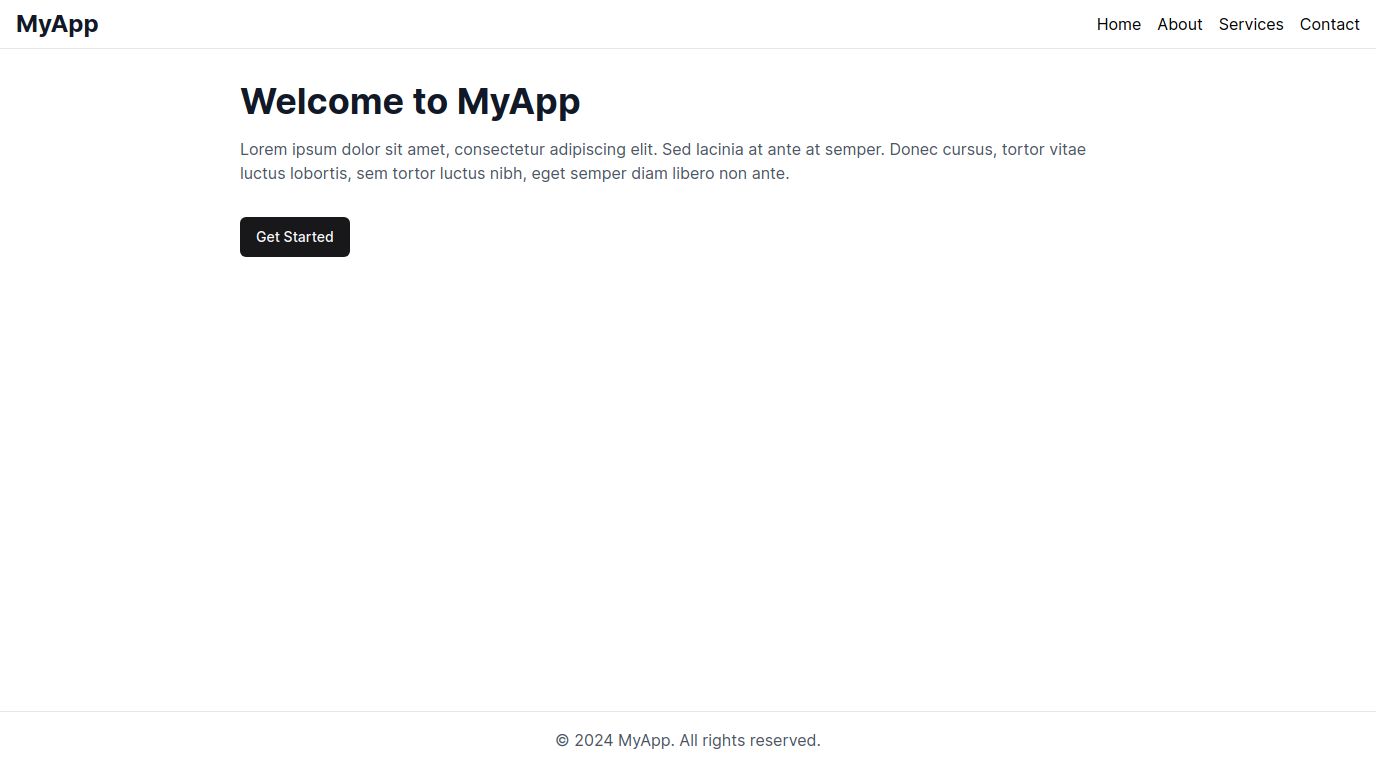 MyApp
Home About Services Contact
Welcome to MyApp
Lorem ipsum dolor sit amet, consectetur adipiscing elit. Sed lacinia at ante at semper. Donec cursus, tortor vitae
luctus lobortis, sem tortor luctus nibh, eget semper diam libero non ante.
Get Started
© 2024 MyApp. All rights reserved.